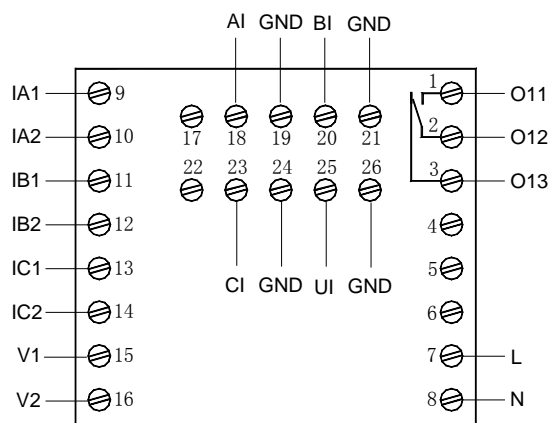 AI GND BI GND
IA1 9 1 O11
IA2 10 17 18 19 20 21 2 O12
IB1 11 22 23 24 25 26 3 O13
IB2 12 4
CI GND UI GND
IC1 13 5
IC2 14 6
V1 15 7 L
V2 16 8 N